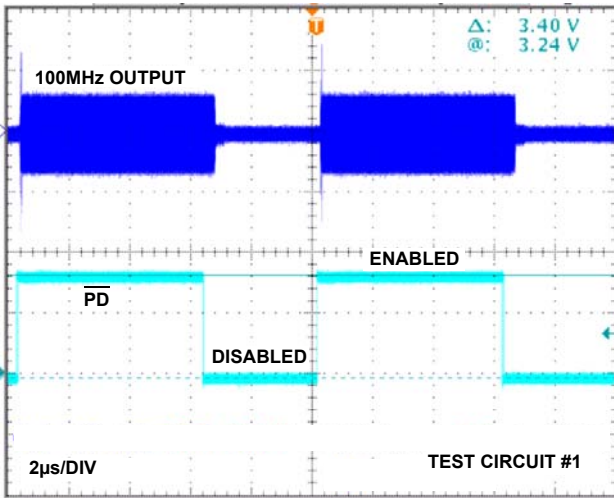 Δ: 3.40 V
@: 3.24 V
100MHz OUTPUT
ENABLED
PD
DISABLED
2µs/DIV
TEST CIRCUIT #1